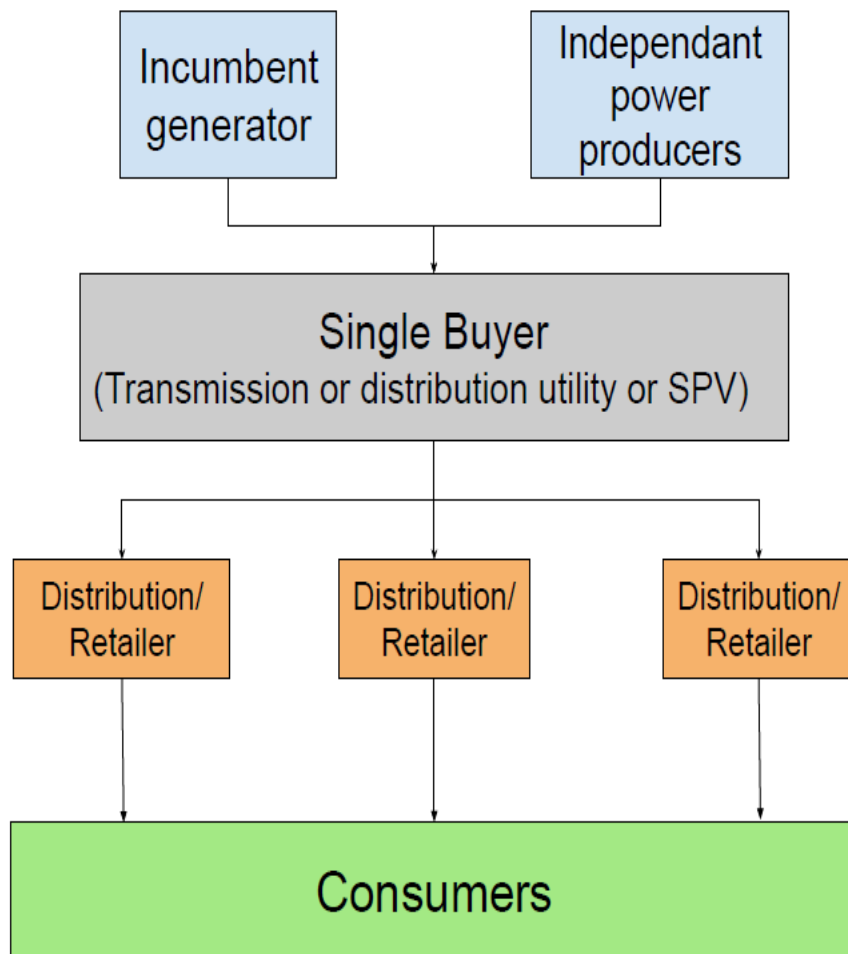 Incumbent
generator
Independant
power
producers
Single Buyer
(Transmission or distribution utility or SPV)
Distribution/
Retailer
Distribution/
Retailer
Distribution/
Retailer
Consumers